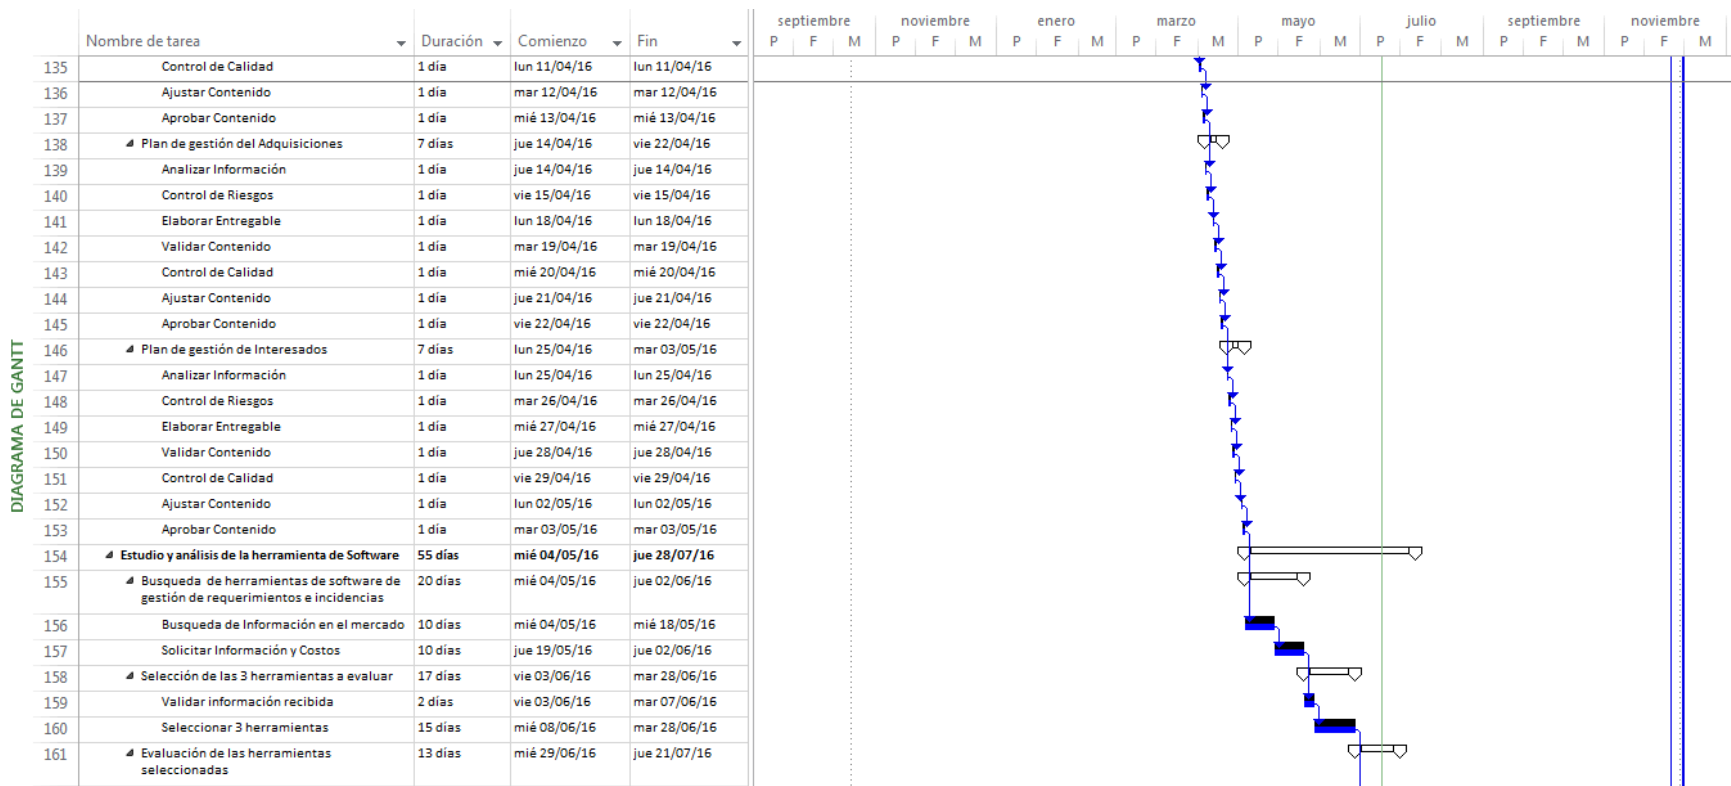 septiembre noviembre enero marzo mayo julio septiembre noviembre
Nombre de tarea Duración Comienzo Fin P F M P F M P F M P F M P F M P F M P F M P F M
135 Control de Calidad 1 día lun 11/04/16 lun 11/04/16
136 Ajustar Contenido 1 día mar 12/04/16 mar 12/04/16
137 Aprobar Contenido 1 día mié 13/04/16 mié 13/04/16
138 Plan de gestión del Adquisiciones 7 días jue 14/04/16 vie 22/04/16
139 Analizar Información 1 día jue 14/04/16 jue 14/04/16
140 Control de Riesgos 1 día vie 15/04/16 vie 15/04/16
141 Elaborar Entregable 1 día lun 18/04/16 lun 18/04/16
142 Validar Contenido 1 día mar 19/04/16 mar 19/04/16
143 Control de Calidad 1 día mié 20/04/16 mié 20/04/16
144 Ajustar Contenido 1 día jue 21/04/16 jue 21/04/16
145 Aprobar Contenido 1 día vie 22/04/16 vie 22/04/16
146 Plan de gestión de Interesados 7 días lun 25/04/16 mar 03/05/16
147 Analizar Información 1 día lun 25/04/16 lun 25/04/16
148 Control de Riesgos 1 día mar 26/04/16 mar 26/04/16
149 Elaborar Entregable 1 día mié 27/04/16 mié 27/04/16
150 Validar Contenido 1 día jue 28/04/16 jue 28/04/16
151 Control de Calidad 1 día vie 29/04/16 vie 29/04/16
152 Ajustar Contenido 1 día lun 02/05/16 lun 02/05/16
153 Aprobar Contenido 1 día mar 03/05/16 mar 03/05/16
154 Estudio y análisis de la herramienta de Software 55 días mié 04/05/16 jue 28/07/16
155 Busqueda de herramientas de software de 20 días mié 04/05/16 jue 02/06/16
gestión de requerimientos e incidencias
156 Busqueda de Información en el mercado 10 días mié 04/05/16 mié 18/05/16
157 Solicitar Información y Costos 10 días jue 19/05/16 jue 02/06/16
158 Selección de las 3 herramientas a evaluar 17 días vie 03/06/16 mar 28/06/16
159 Validar información recibida 2 días vie 03/06/16 mar 07/06/16
160 Seleccionar 3 herramientas 15 días mié 08/06/16 mar 28/06/16
161 Evaluación de las herramientas 13 días mié 29/06/16 jue 21/07/16
seleccionadas
DIAGRAMA DE GANTT